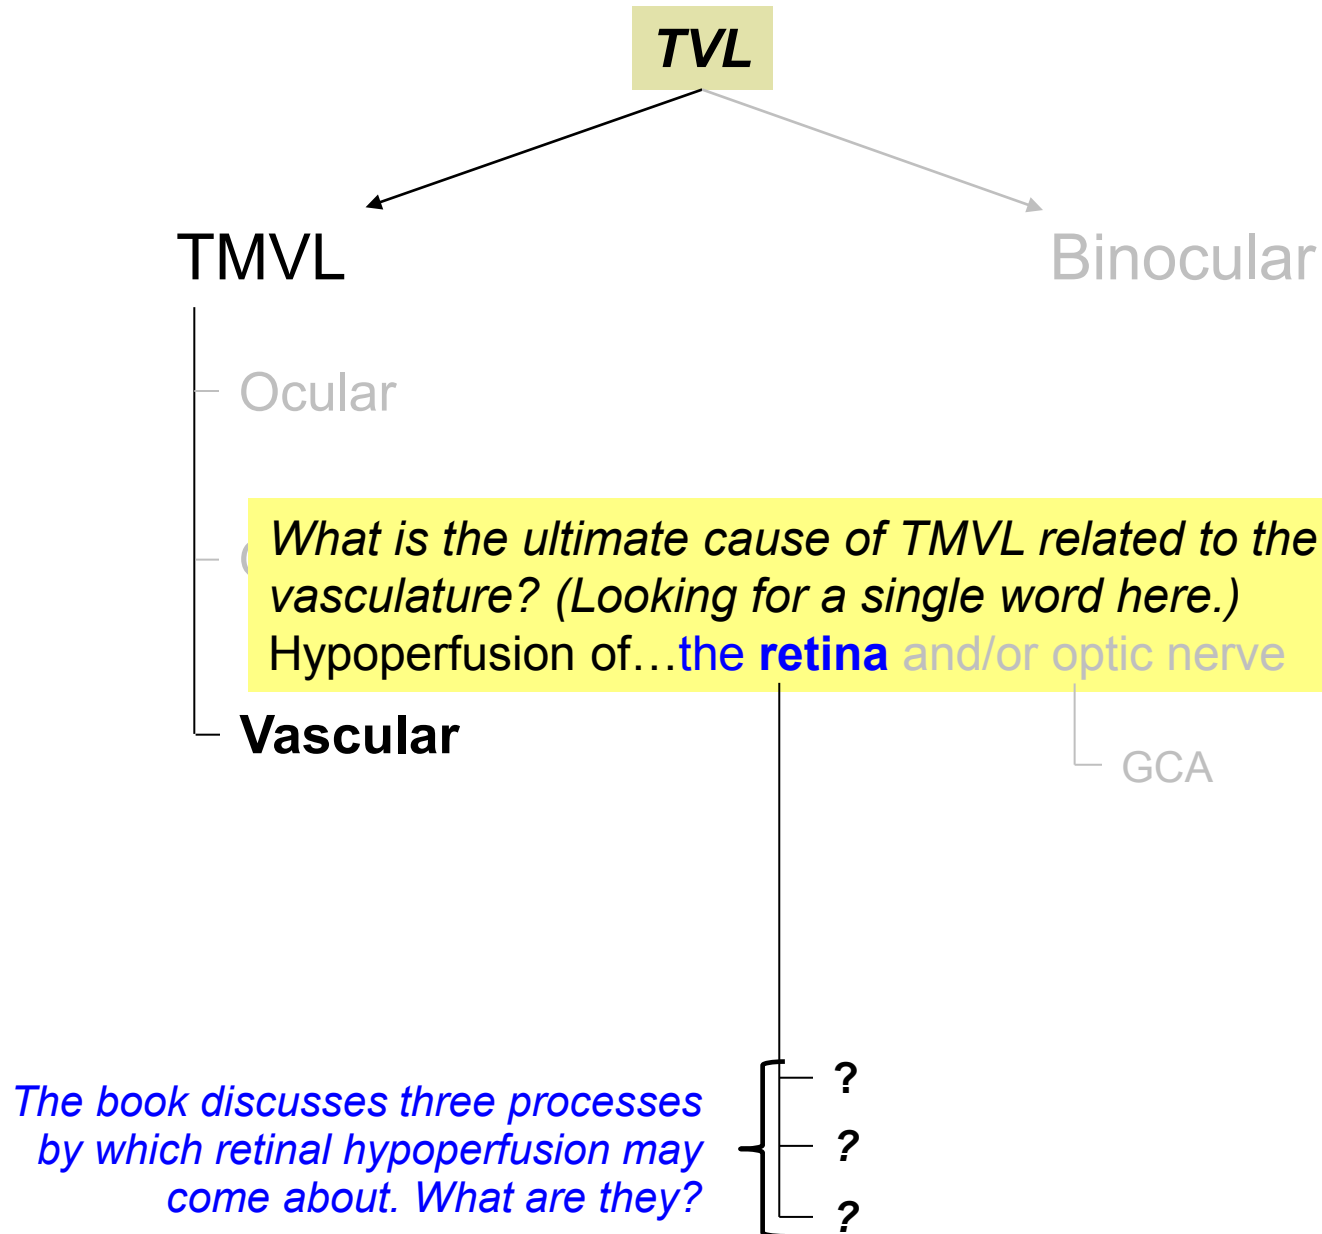 TVL
TMVL
Binocular
Ocular
What is the ultimate cause of TMVL related to the
vasculature? (Looking for a single word here.)
Hypoperfusion of…the retina and/or optic nerve
Vascular
GCA
The book discusses three processes
by which retinal hypoperfusion may
come about. What are they?
?
?
?